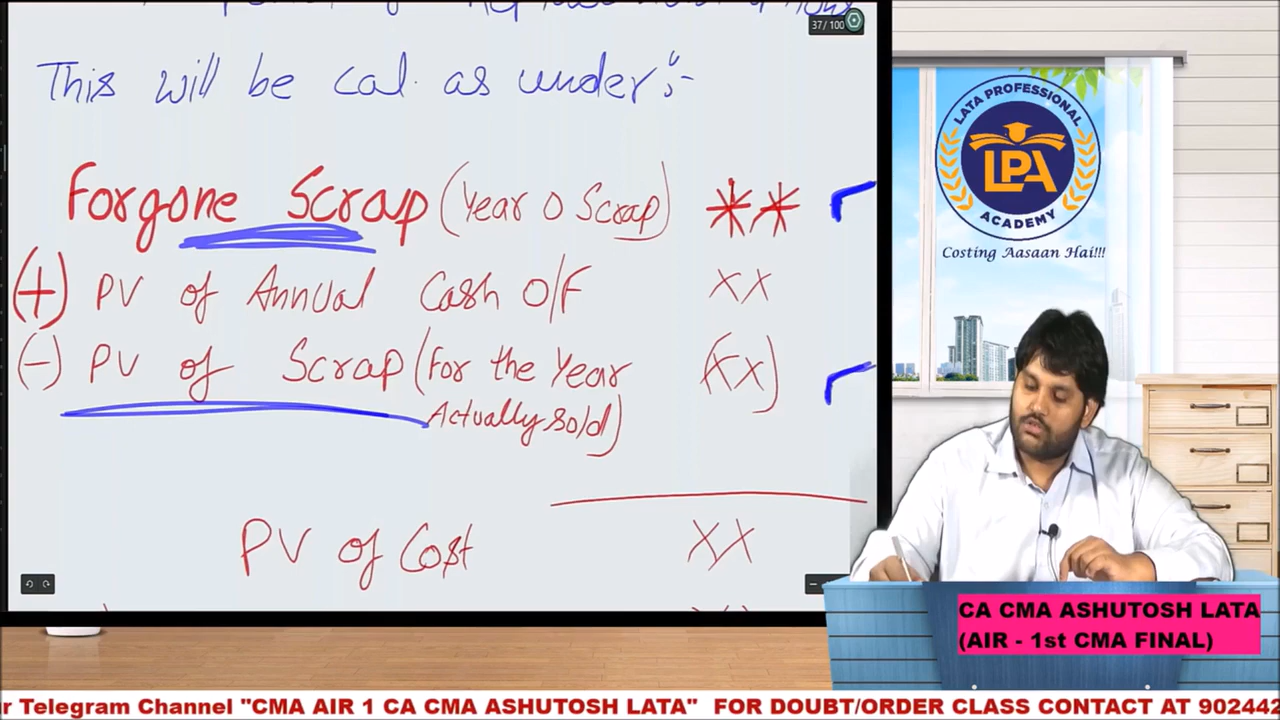 37/100
This will be cal. as under :-
Forgone Scrap (Year 0 Scrap) **
(+) PV of Annual Cash O/F XX
(-) PV of Scrap (For the Year Actually sold) (XX)
PV of Cost XX
LATA PROFESSIONAL
LPA
ACADEMY
Costing Aasaan Hai!!!
CA CMA ASHUTOSH LATA
(AIR - 1st CMA FINAL)
r Telegram Channel "CMA AIR 1 CA CMA ASHUTOSH LATA" FOR DOUBT/ORDER CLASS CONTACT AT 902442